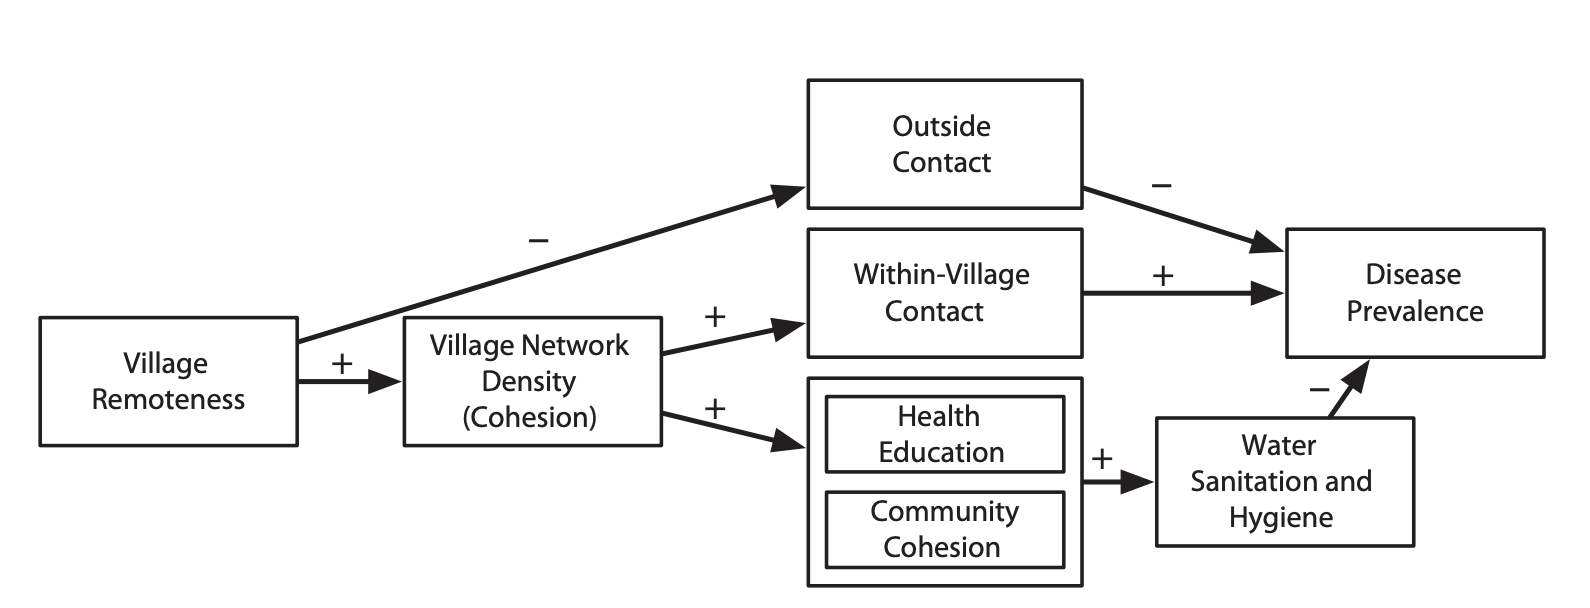 Outside
Contact
–
–
Within-Village
Contact
+
Disease
Prevalence
Village
Remoteness
+
Village Network
Density
(Cohesion)
+
+
Health
Education
Community
Cohesion
+
Water
Sanitation and
Hygiene
–